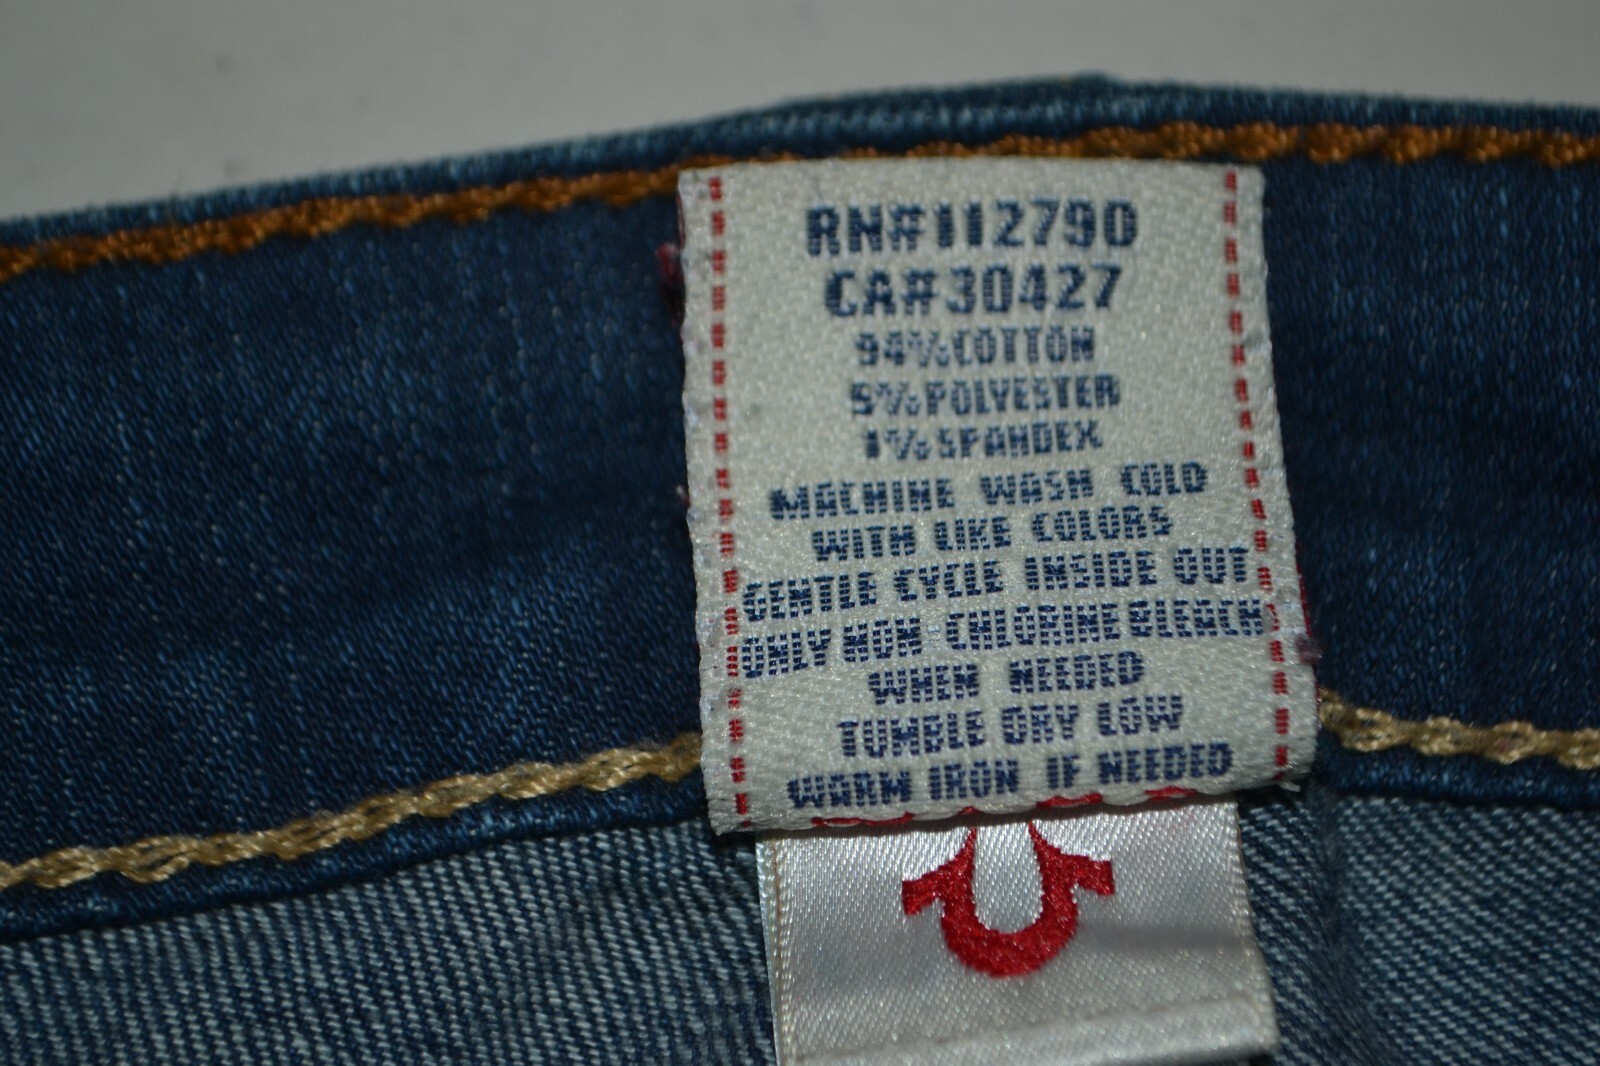 RN#112790
CA#30427
94%COTTON
5%POLYESTER
1%SPANDEX
MACHINE WASH COLD
WITH LIKE COLORS
GENTLE CYCLE INSIDE OUT
ONLY NON CHLORINE BLEACH
WHEN NEEDED
TUMBLE DRY LOW
WARM IRON IF NEEDED